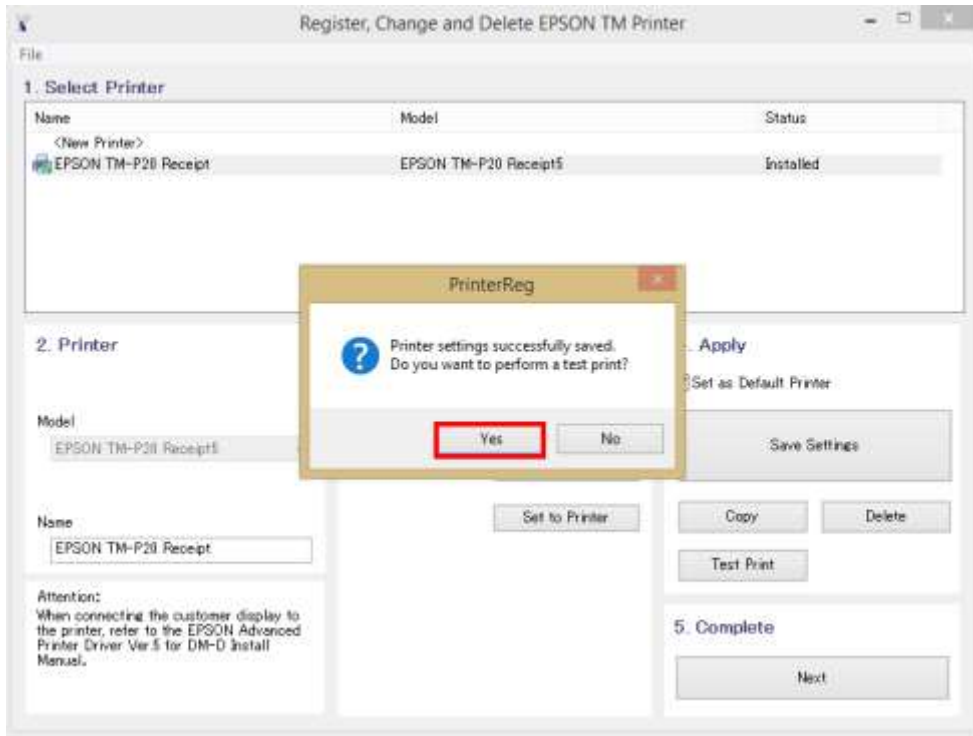 Register, Change and Delete EPSON TM Printer
File
1. Select Printer
Name Model Status
<New Printer>
EPSON TM-P20 Receipt EPSON TM-P20 Receipt5 Installed
PrinterReg
Printer settings successfully saved.
Do you want to perform a test print?
Yes No
2. Printer
Model
EPSON TM-P20 Receipt5
Name
EPSON TM-P20 Receipt
Attention:
When connecting the customer display to
the printer, refer to the EPSON Advanced
Printer Driver Ver.5 for DM-D Install
Manual.
Set to Printer
. Apply
Set as Default Printer
Save Settings
Copy Delete
Test Print
5. Complete
Next